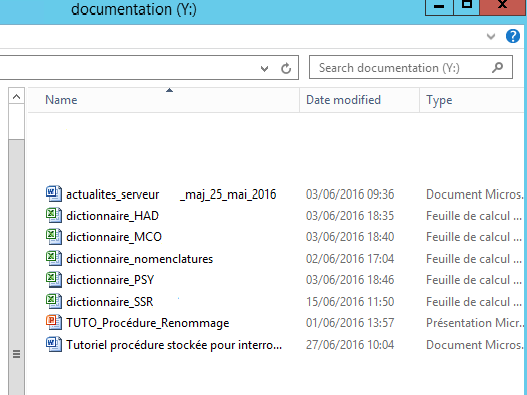 documentation (Y:)
Search documentation (Y:)
Name Date modified Type
actualites_serveur _maj_25_mai_2016 03/06/2016 09:36 Document Micros...
dictionnaire_HAD 03/06/2016 18:35 Feuille de calcul ...
dictionnaire_MCO 03/06/2016 18:40 Feuille de calcul ...
dictionnaire_nomenclatures 02/06/2016 17:04 Feuille de calcul ...
dictionnaire_PSY 03/06/2016 18:46 Feuille de calcul ...
dictionnaire_SSR 15/06/2016 11:50 Feuille de calcul ...
TUTO_Procédure_Renommage 01/06/2016 13:57 Présentation Micr...
Tutoriel procédure stockée pour interro... 27/06/2016 10:04 Document Micros...